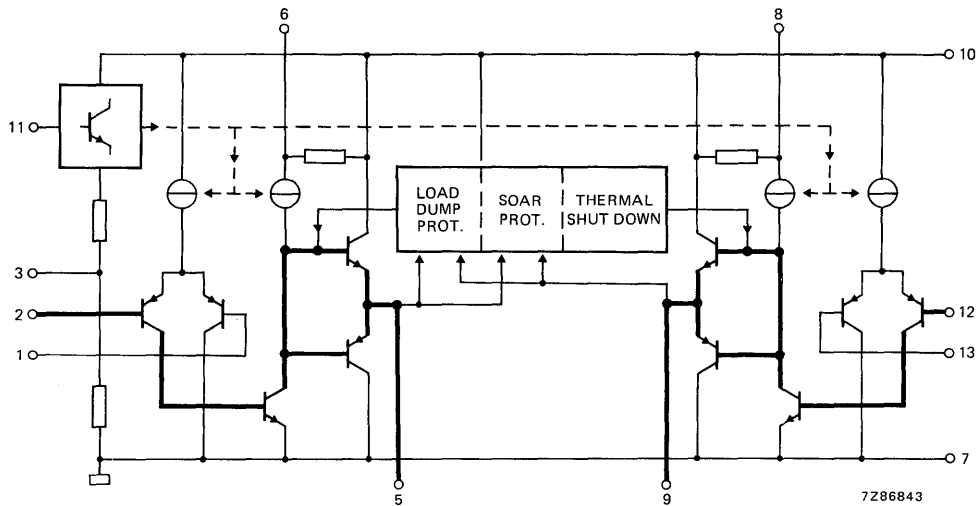 6
8
10
11
LOAD
DUMP
PROT.
SOAR
PROT.
THERMAL
SHUT DOWN
3
2
12
1
13
7
5
9
7Z86843